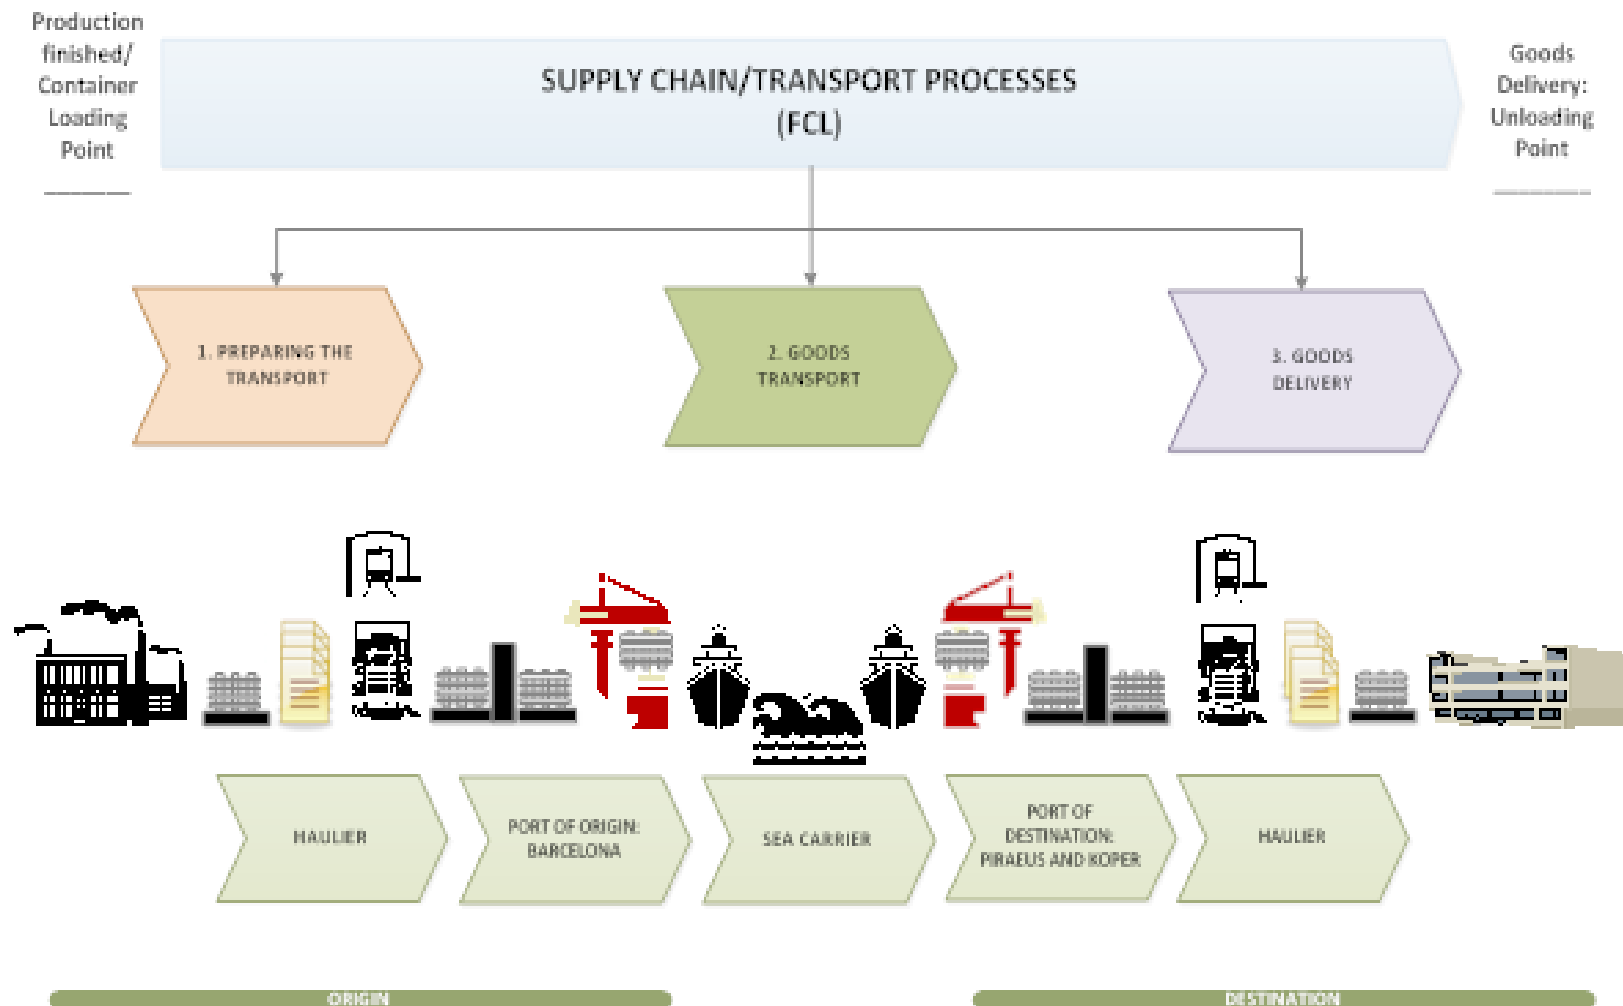 Production
finished/
Container
Loading
Point
SUPPLY CHAIN/TRANSPORT PROCESSES
(FCL)
Goods
Delivery:
Unloading
Point
1. PREPARING THE
TRANSPORT
2. GOODS
TRANSPORT
3. GOODS
DELIVERY
HAULIER
PORT OF ORIGIN:
BARCELONA
SEA CARRIER
PORT OF
DESTINATION:
PIRAEUS AND KOPER
HAULIER
ORIGIN
DESTINATION